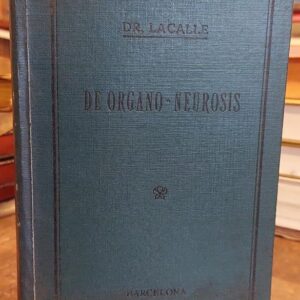 DR. LACALLE
DE ORGANO-NEUROSIS
BARCELONA